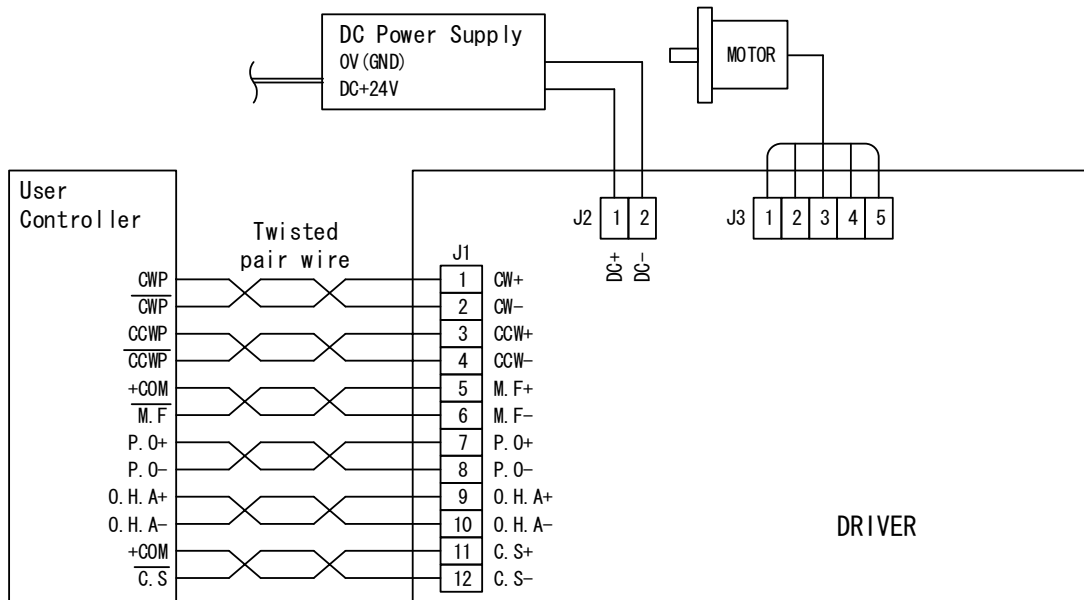 DC Power Supply
0V(GND)
DC+24V
MOTOR
User
Controller
Twisted
pair wire
J2 1 2
J3 1 2 3 4 5
DC+ DC-
J1
CWP 1 CW+
CWP 2 CW-
CCWP 3 CCW+
CCWP 4 CCW-
+COM 5 M.F+
M.F 6 M.F-
P.O+ 7 P.O+
P.O- 8 P.O-
O.H.A+ 9 O.H.A+
O.H.A- 10 O.H.A-
+COM 11 C.S+
C.S 12 C.S-
DRIVER